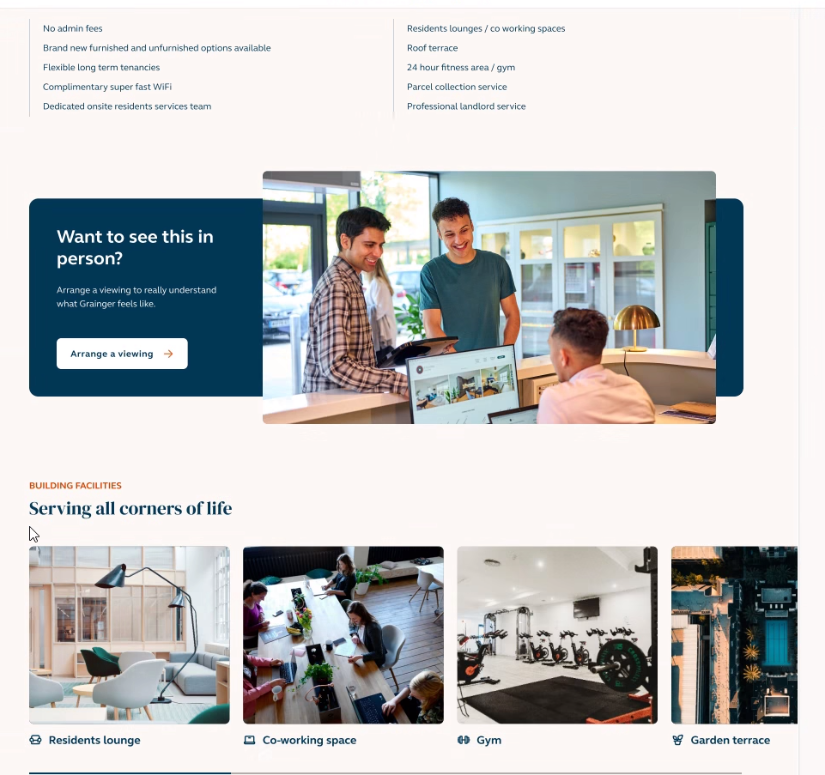 No admin fees
Brand new furnished and unfurnished options available
Flexible long term tenancies
Complimentary super fast WiFi
Dedicated onsite residents services team
Residents lounges / co working spaces
Roof terrace
24 hour fitness area / gym
Parcel collection service
Professional landlord service
Want to see this in
person?
Arrange a viewing to really understand
what Grainger feels like.
Arrange a viewing
BUILDING FACILITIES
Serving all corners of life
Residents lounge
Co-working space
Gym
Garden terrace